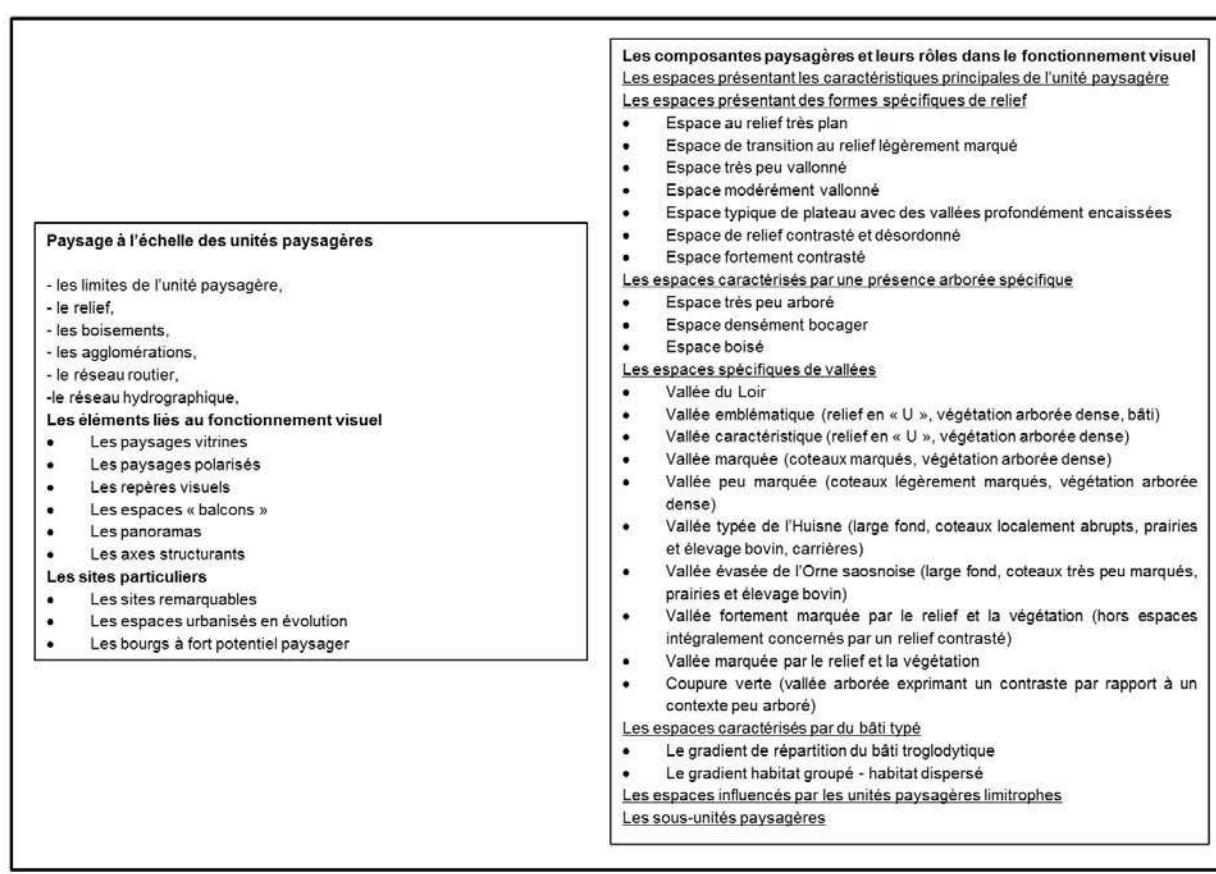 Paysage à l'échelle des unités paysagères
- les limites de l'unité paysagère,
- le relief,
- les boisements,
- les agglomérations,
- le réseau routier,
-le réseau hydrographique,
Les éléments liés au fonctionnement visuel
• Les paysages vitrines
• Les paysages polarisés
• Les repères visuels
• Les espaces « balcons »
• Les panoramas
• Les axes structurants
Les sites particuliers
• Les sites remarquables
• Les espaces urbanisés en évolution
• Les bourgs à fort potentiel paysager
Les composantes paysagères et leurs rôles dans le fonctionnement visuel
Les espaces présentant les caractéristiques principales de l'unité paysagère
Les espaces présentant des formes spécifiques de relief
• Espace au relief très plan
• Espace de transition au relief légèrement marqué
• Espace très peu vallonné
• Espace modérément vallonné
• Espace typique de plateau avec des vallées profondément encaissées
• Espace de relief contrasté et désordonné
• Espace fortement contrasté
Les espaces caractérisés par une présence arborée spécifique
• Espace très peu arboré
• Espace densément bocager
• Espace boisé
Les espaces spécifiques de vallées
• Vallée du Loir
• Vallée emblématique (relief en « U », végétation arborée dense, bâti)
• Vallée caractéristique (relief en « U », végétation arborée dense)
• Vallée marquée (coteaux marqués, végétation arborée dense)
• Vallée peu marquée (coteaux légèrement marqués, végétation arborée
dense)
• Vallée typée de l'Huisne (large fond, coteaux localement abrupts, prairies
et élevage bovin, carrières)
• Vallée évasée de l'Orne saosnoise (large fond, coteaux très peu marqués,
prairies et élevage bovin)
• Vallée fortement marquée par le relief et la végétation (hors espaces
intégralement concernés par un relief contrasté)
• Vallée marquée par le relief et la végétation
• Coupure verte (vallée arborée exprimant un contraste par rapport à un
contexte peu arboré)
Les espaces caractérisés par du bâti typé
• Le gradient de répartition du bâti troglodytique
• Le gradient habitat groupé - habitat dispersé
Les espaces influencés par les unités paysagères limitrophes
Les sous-unités paysagères